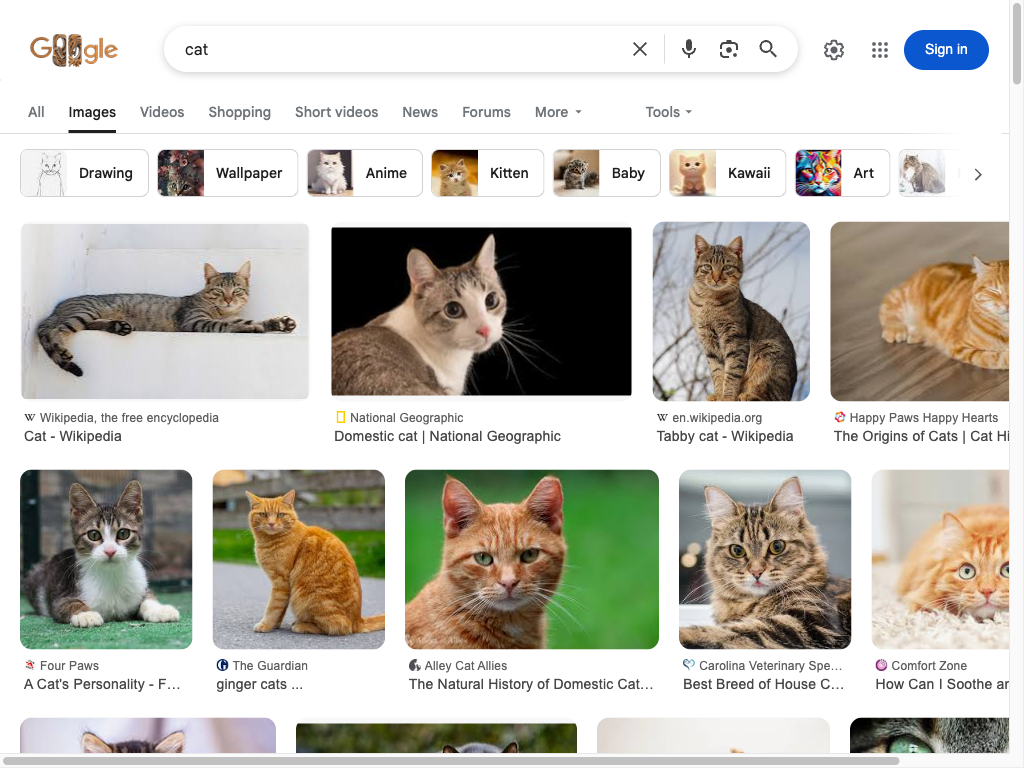 Google
cat
Sign in
All Images Videos Shopping Short videos News Forums More Tools
Drawing Wallpaper Anime Kitten Baby Kawaii Art
W Wikipedia, the free encyclopedia
Cat - Wikipedia
National Geographic
Domestic cat | National Geographic
W en.wikipedia.org
Tabby cat - Wikipedia
Happy Paws Happy Hearts
The Origins of Cats | Cat Hi
Four Paws
A Cat's Personality - F...
The Guardian
ginger cats ...
Alley Cat Allies
The Natural History of Domestic Cat...
Carolina Veterinary Spe...
Best Breed of House C...
Comfort Zone
How Can I Soothe an